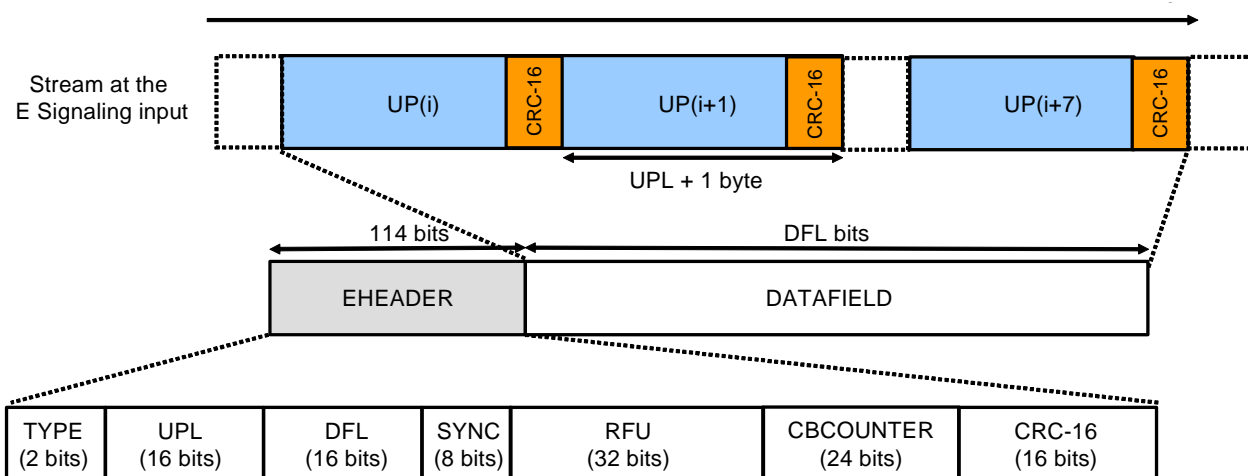 Stream at the
E Signaling input
UP(i)
CRC-16
UP(i+1)
CRC-16
UP(i+7)
CRC-16
UPL + 1 byte
114 bits
DFL bits
EHEADER
DATAFIELD
TYPE
(2 bits)
UPL
(16 bits)
DFL
(16 bits)
SYNC
(8 bits)
RFU
(32 bits)
CBCOUNTER
(24 bits)
CRC-16
(16 bits)